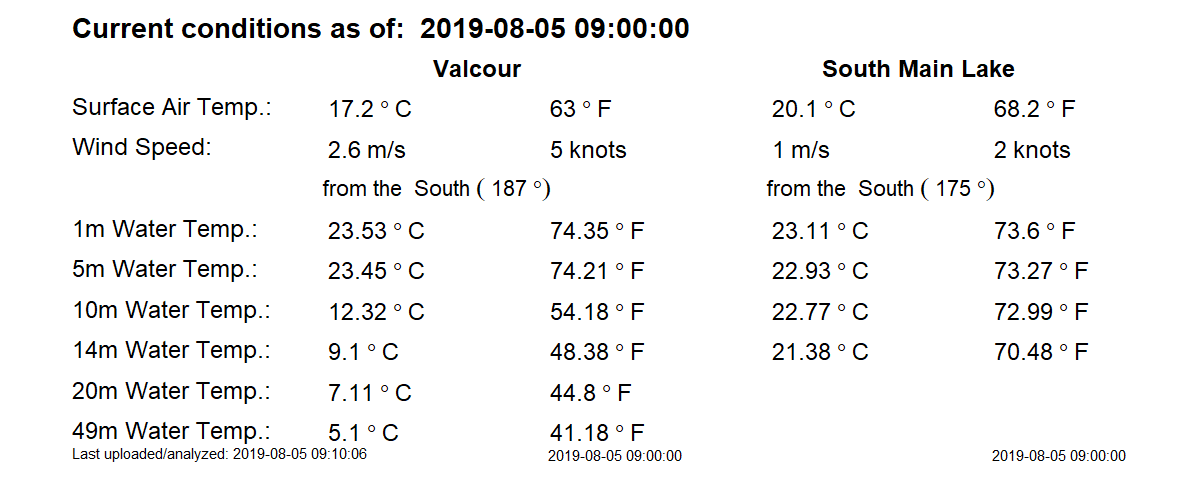 Current conditions as of: 2019-08-05 09:00:00
Valcour South Main Lake
Surface Air Temp.: 17.2 ° C 63 ° F 20.1 ° C 68.2 ° F
Wind Speed: 2.6 m/s 5 knots 1 m/s 2 knots
from the South ( 187 °) from the South ( 175 °)
1m Water Temp.: 23.53 ° C 74.35 ° F 23.11 ° C 73.6 ° F
5m Water Temp.: 23.45 ° C 74.21 ° F 22.93 ° C 73.27 ° F
10m Water Temp.: 12.32 ° C 54.18 ° F 22.77 ° C 72.99 ° F
14m Water Temp.: 9.1 ° C 48.38 ° F 21.38 ° C 70.48 ° F
20m Water Temp.: 7.11 ° C 44.8 ° F
49m Water Temp.: 5.1 ° C 41.18 ° F
Last uploaded/analyzed: 2019-08-05 09:10:06 2019-08-05 09:00:00 2019-08-05 09:00:00